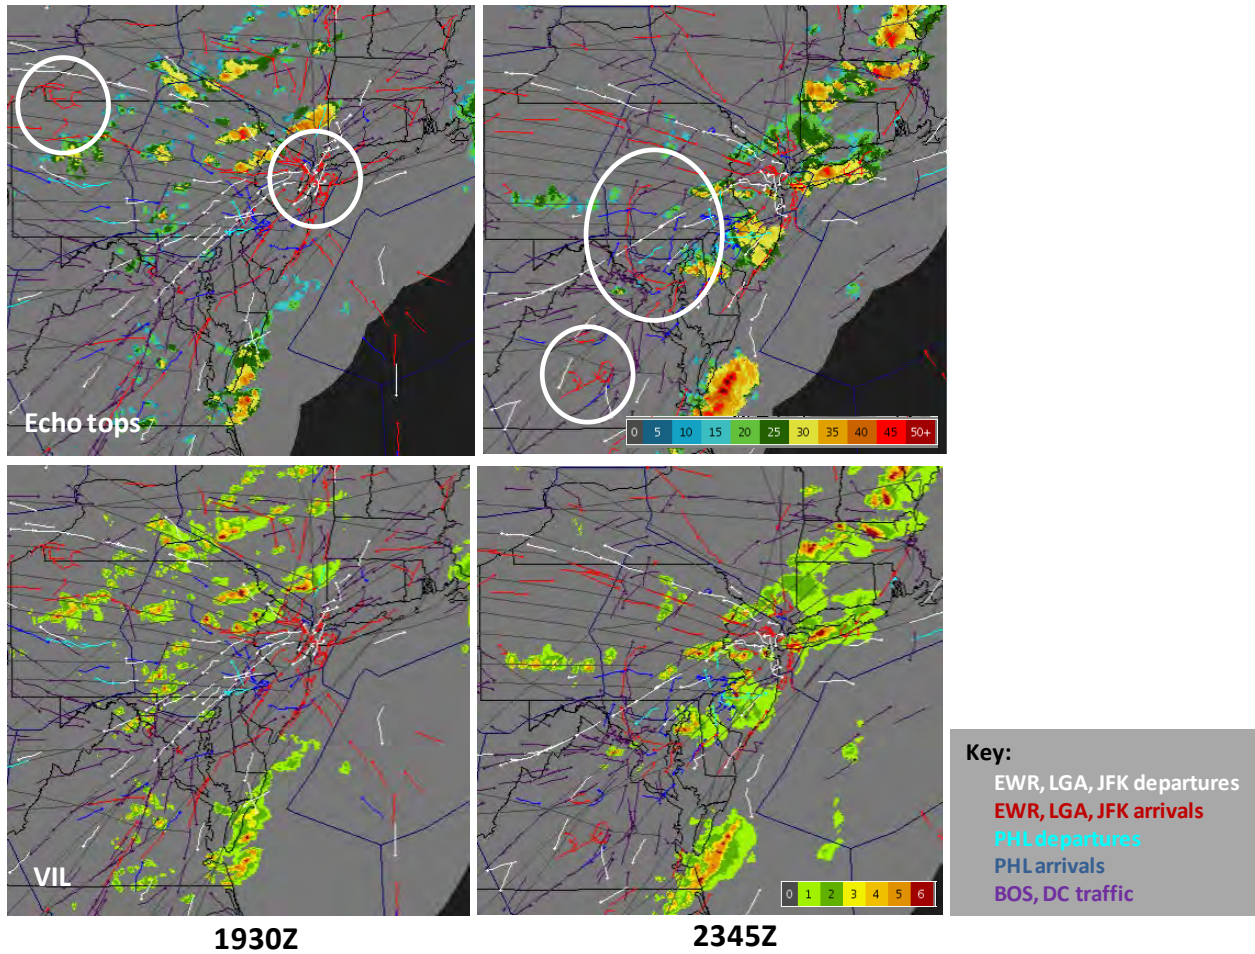 Echo tops
0 5 10 15 20 25 30 35 40 45 50+
VIL
0 1 2 3 4 5 6
1930Z
2345Z
Key:
EWR, LGA, JFK departures
EWR, LGA, JFK arrivals
PHL departures
PHL arrivals
BOS, DC traffic